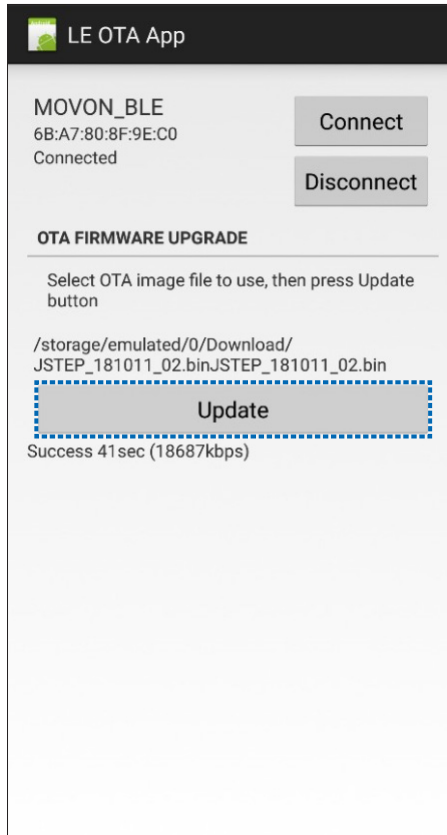 LE OTA App
MOVON_BLE
6B:A7:80:8F:9E:C0
Connected
Connect
Disconnect
OTA FIRMWARE UPGRADE
Select OTA image file to use, then press Update
button
/storage/emulated/0/Download/
JSTEP_181011_02.binJSTEP_181011_02.bin
Update
Success 41sec (18687kbps)